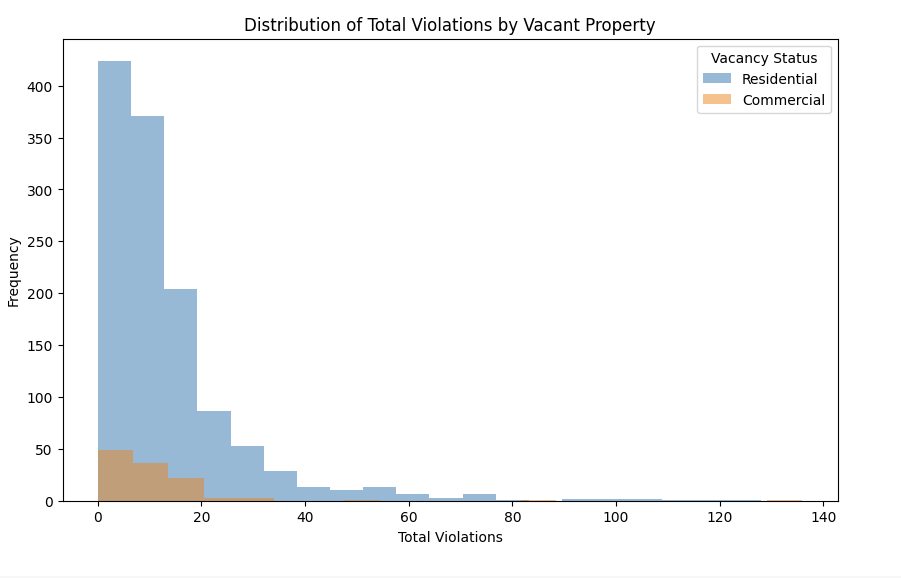 Distribution of Total Violations by Vacant Property
Vacancy Status
Residential
Commercial
Frequency
400
350
300
250
200
150
100
50
0
0 20 40 60 80 100 120 140
Total Violations